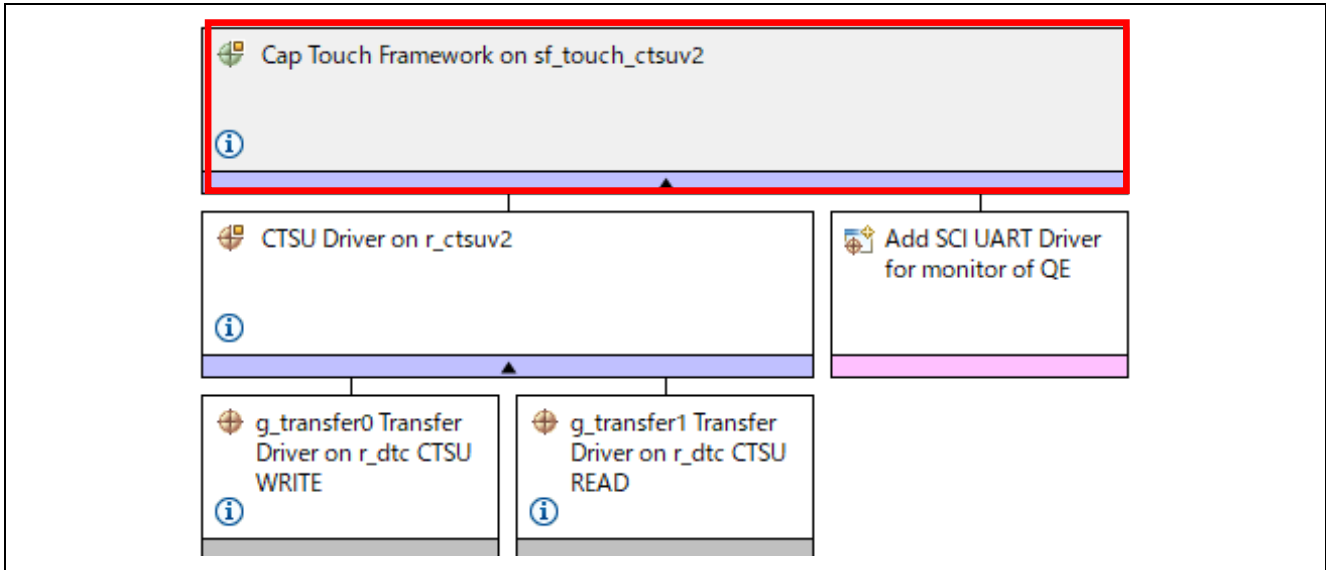 Cap Touch Framework on sf_touch_ctsuv2
CTSU Driver on r_ctsuv2
Add SCI UART Driver
for monitor of QE
g_transfer0 Transfer
Driver on r_dtc CTSU
WRITE
g_transfer1 Transfer
Driver on r_dtc CTSU
READ